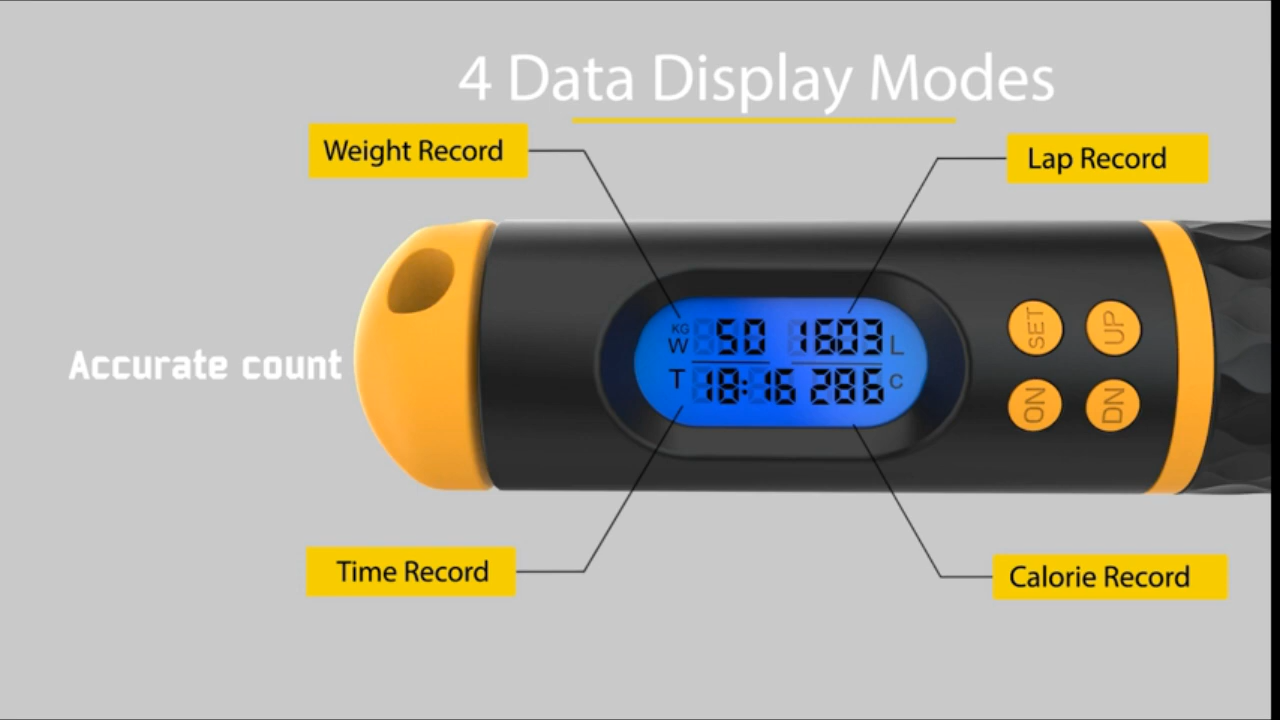 4 Data Display Modes
Weight Record
Lap Record
KG
W 50 1603 L
T 18:16 286 C
SET UP
ON DN
Accurate count
Time Record
Calorie Record